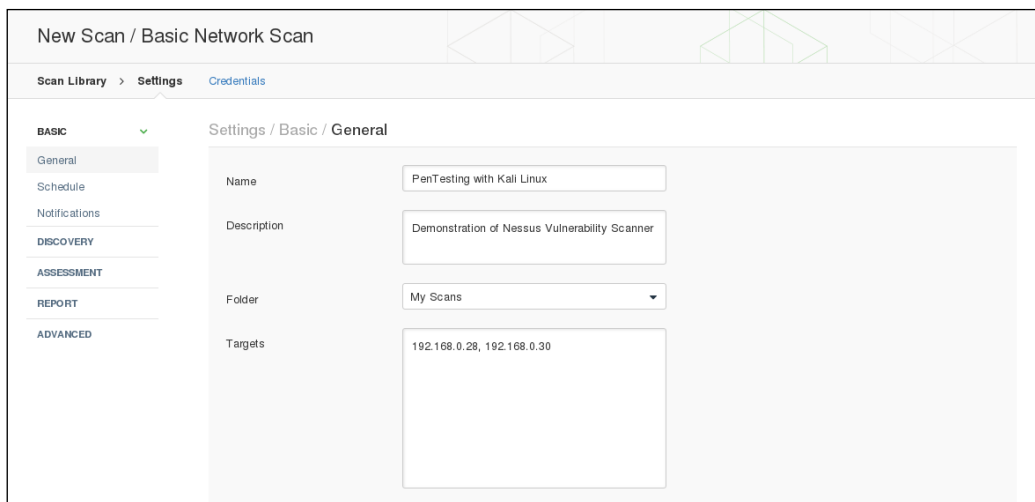 New Scan / Basic Network Scan
Scan Library > Settings Credentials
BASIC
General
Schedule
Notifications
DISCOVERY
ASSESSMENT
REPORT
ADVANCED
Settings / Basic / General
Name
PenTesting with Kali Linux
Description
Demonstration of Nessus Vulnerability Scanner
Folder
My Scans
Targets
192.168.0.28, 192.168.0.30